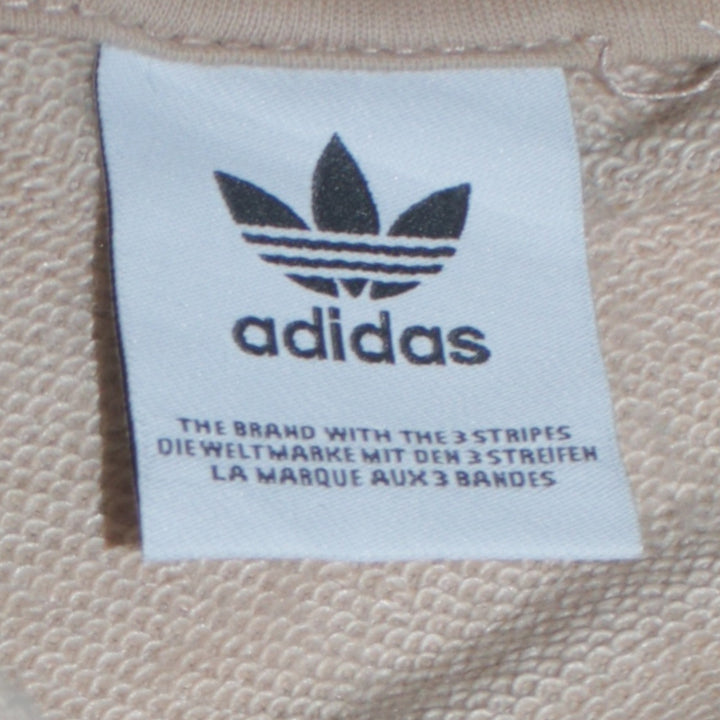 adidas
THE BRAND WITH THE 3 STRIPES
DIE WELTMARKE MIT DEN 3 STREIFEN
LA MARQUE AUX 3 BANDES